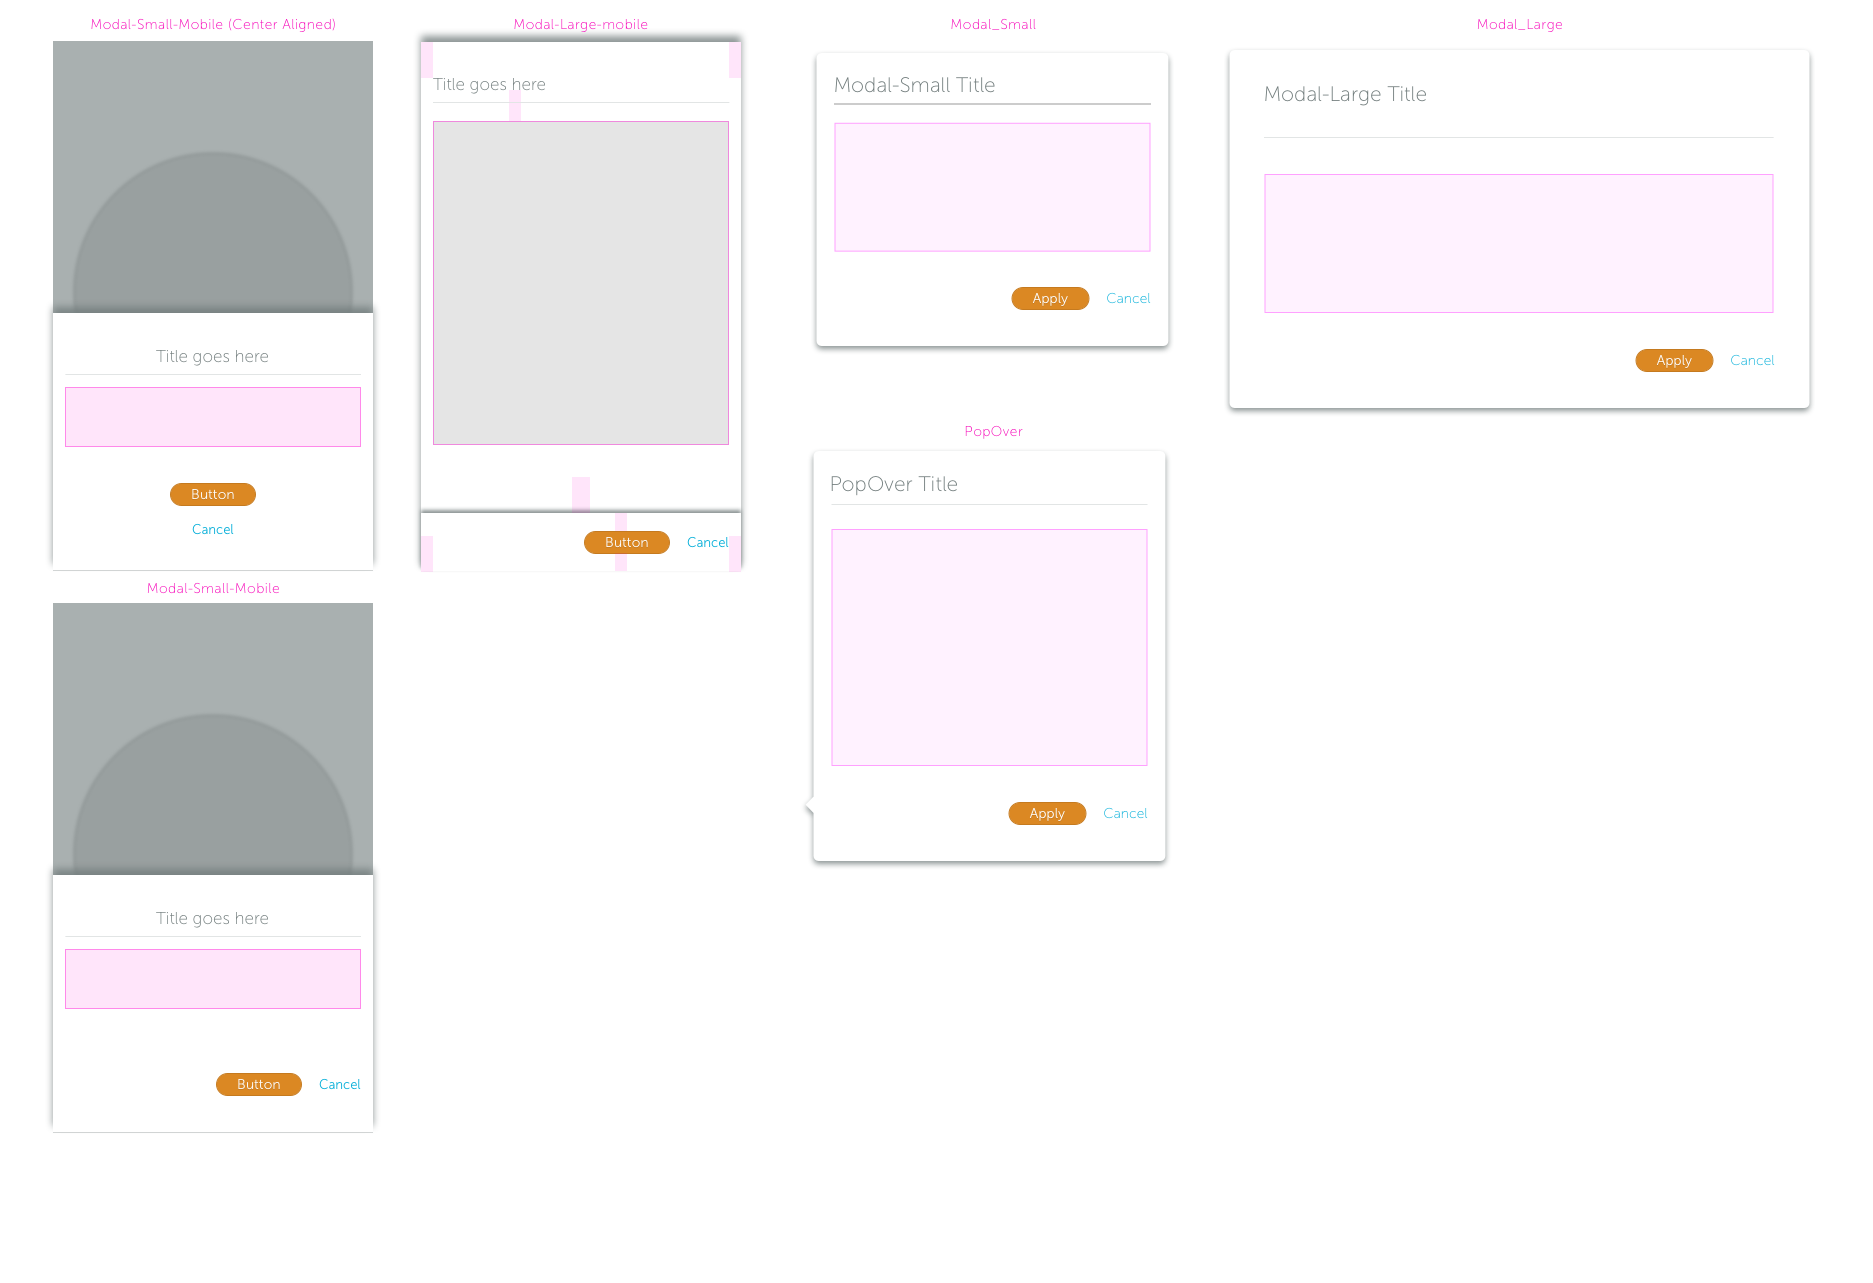 Modal-Small-Mobile (Center Aligned)
Title goes here
Button
Cancel
Modal-Small-Mobile
Title goes here
Button Cancel
Modal-Large-mobile
Title goes here
Button Cancel
Modal_Small
Modal-Small Title
Apply Cancel
PopOver
PopOver Title
Apply Cancel
Modal_Large
Modal-Large Title
Apply Cancel